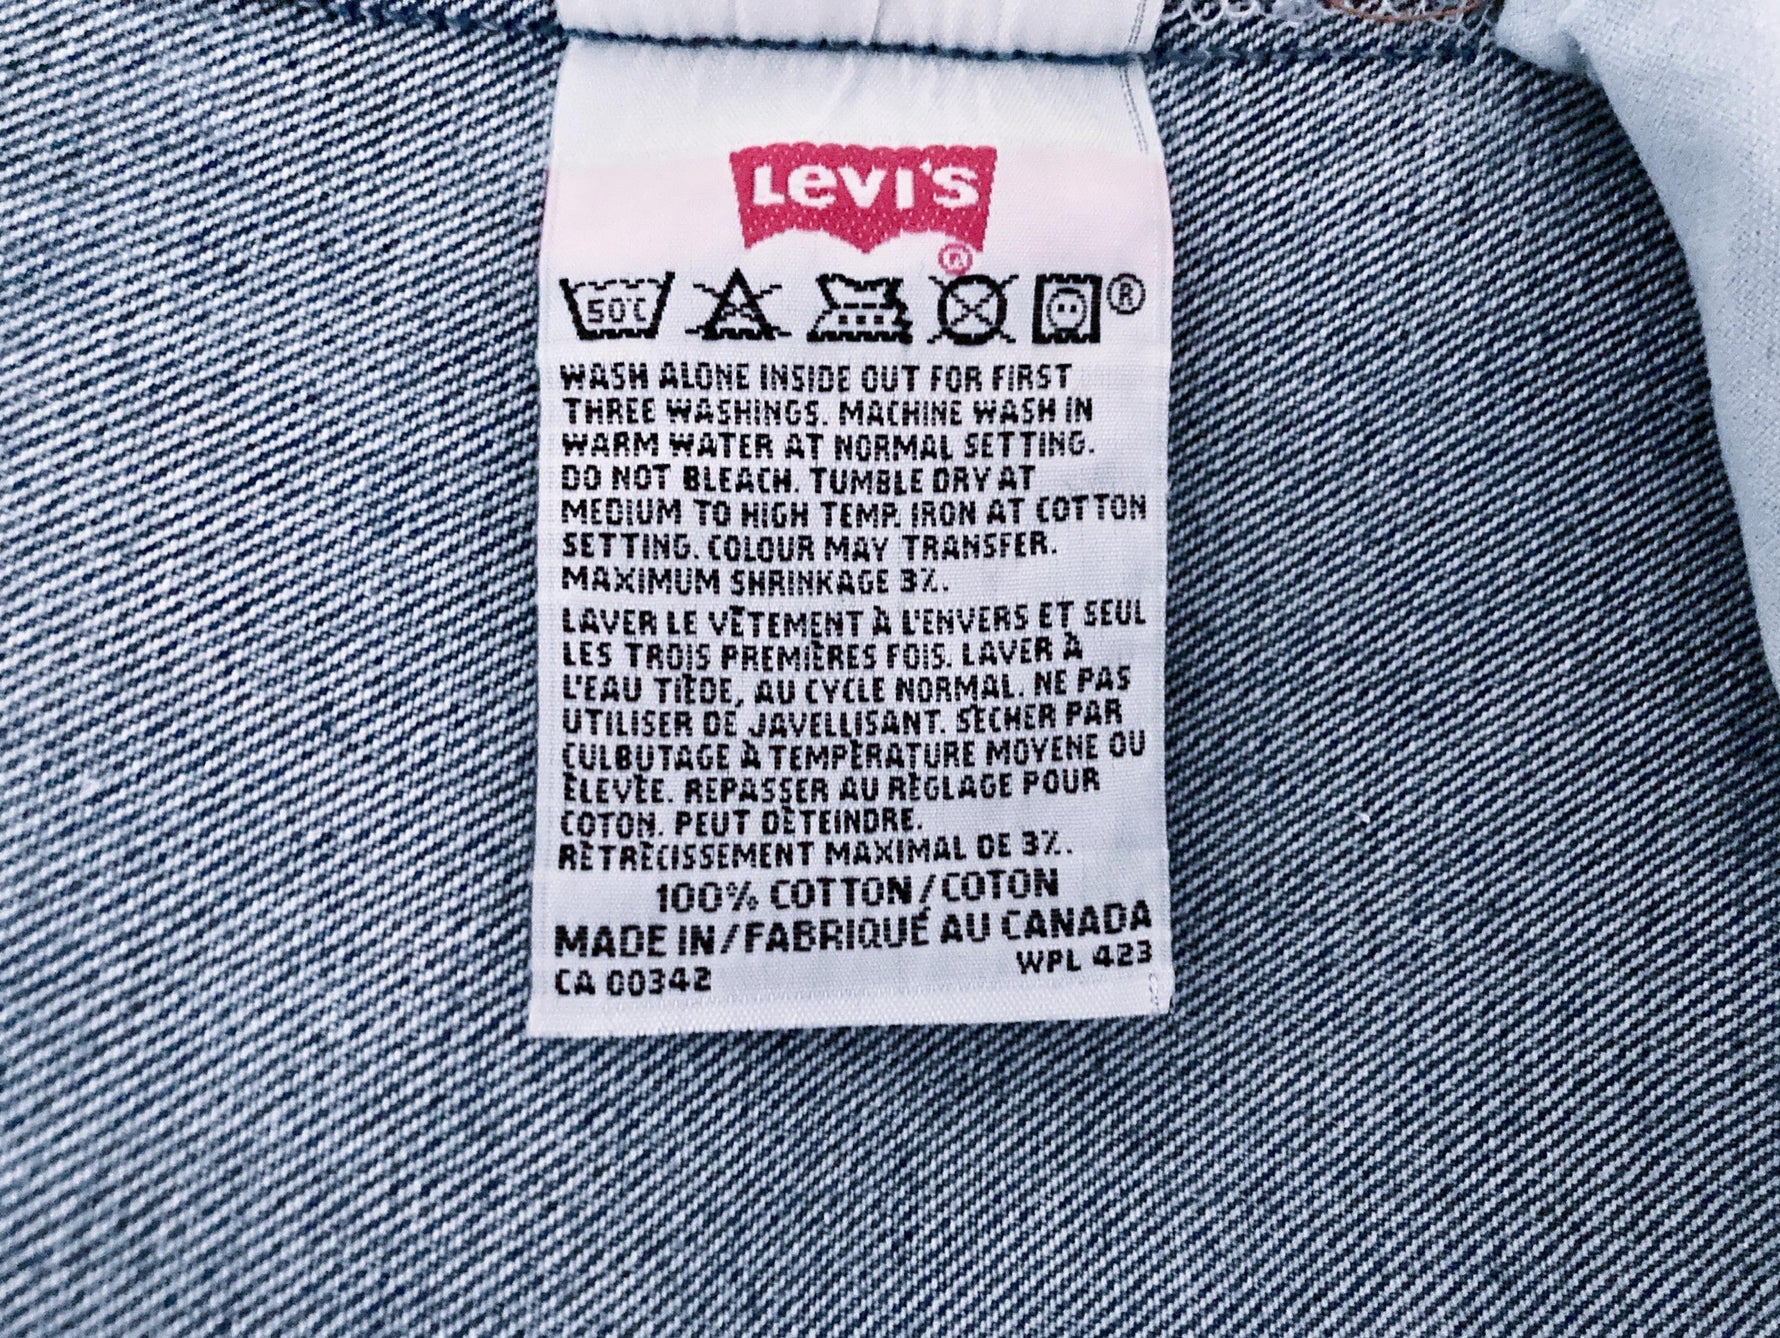 Levi's
®
50°C
®
WASH ALONE INSIDE OUT FOR FIRST
THREE WASHINGS. MACHINE WASH IN
WARM WATER AT NORMAL SETTING.
DO NOT BLEACH. TUMBLE DRY AT
MEDIUM TO HIGH TEMP. IRON AT COTTON
SETTING. COLOUR MAY TRANSFER.
MAXIMUM SHRINKAGE 3%.
LAVER LE VÊTEMENT À L'ENVERS ET SEUL
LES TROIS PREMIÈRES FOIS. LAVER À
L'EAU TIÈDE, AU CYCLE NORMAL. NE PAS
UTILISER DE JAVELLISANT. SÉCHER PAR
CULBUTAGE À TEMPÉRATURE MOYENE OU
ÉLEVÉE. REPASSER AU RÉGLAGE POUR
COTON. PEUT DÉTEINDRE.
RÉTRÉCISSEMENT MAXIMAL DE 3%.
100% COTTON/COTON
MADE IN/FABRIQUÉ AU CANADA
CA 00342 WPL 423